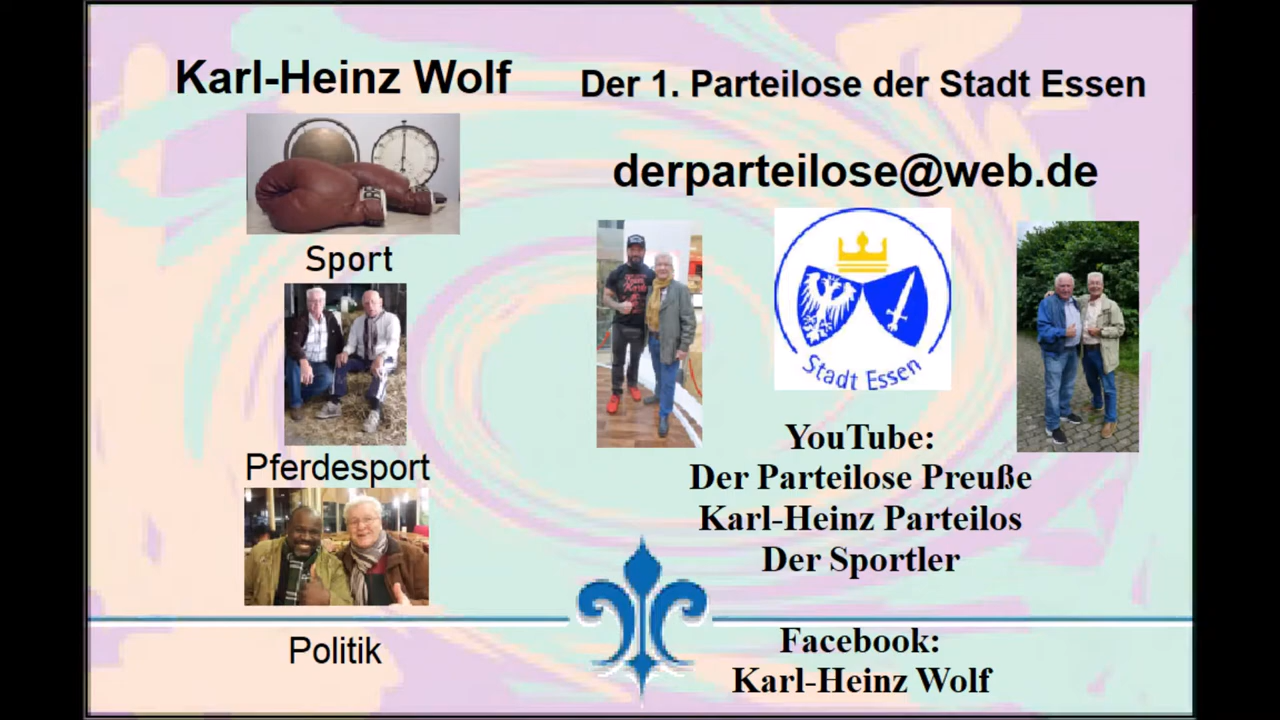 Karl-Heinz Wolf
Der 1. Parteilose der Stadt Essen
derparteilose@web.de
Sport
Pferdesport
Politik
Stadt Essen
YouTube:
Der Parteilose Preuße
Karl-Heinz Parteilos
Der Sportler
Facebook:
Karl-Heinz Wolf